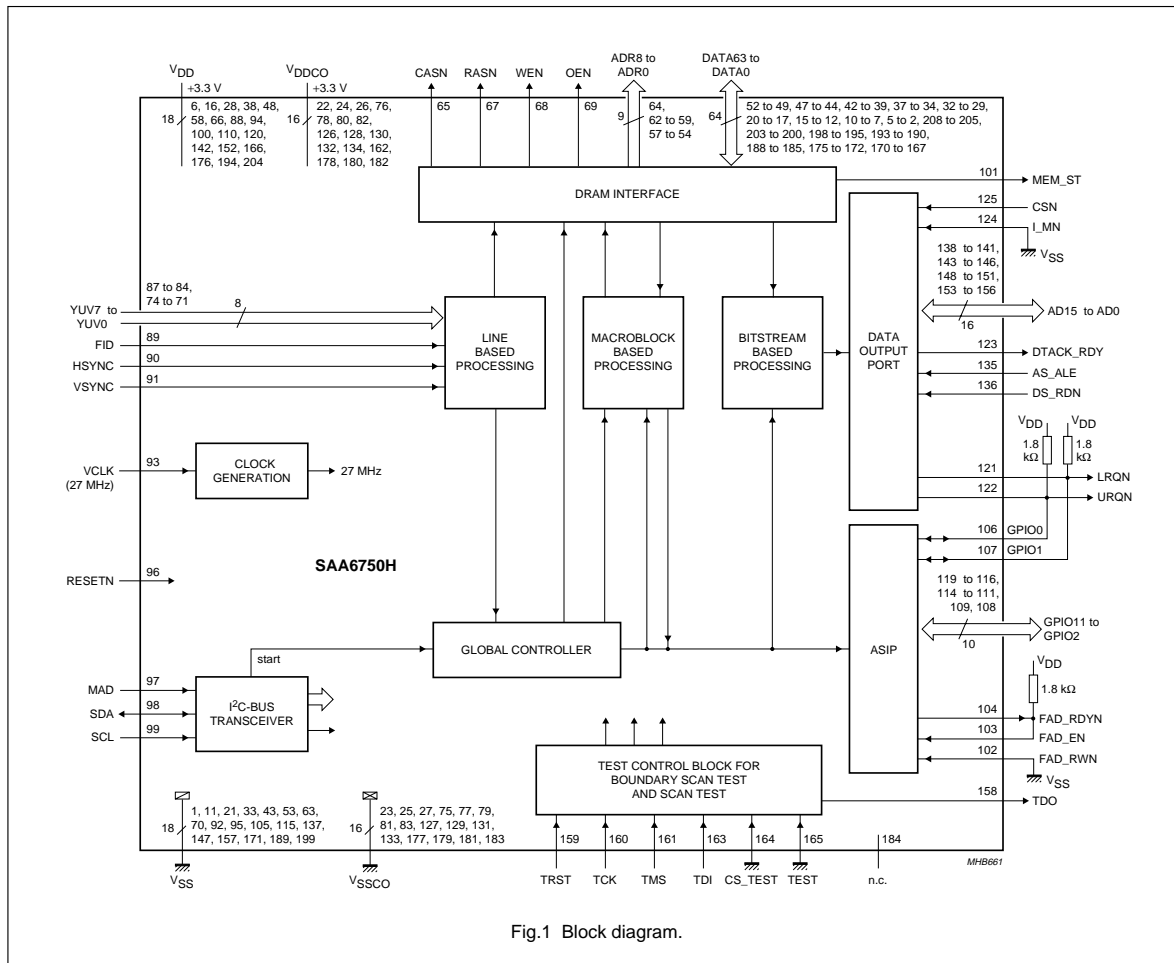 VDD
+3.3 V
18
6, 16, 28, 38, 48,
58, 66, 88, 94,
100, 110, 120,
142, 152, 166,
176, 194, 204
VDDCO
+3.3 V
16
22, 24, 26, 76,
78, 80, 82,
126, 128, 130,
132, 134, 162,
178, 180, 182
CASN
65
RASN
67
WEN
68
OEN
69
ADR8 to
ADR0
9
64,
62 to 59,
57 to 54
DATA63 to
DATA0
64
52 to 49, 47 to 44, 42 to 39, 37 to 34, 32 to 29,
20 to 17, 15 to 12, 10 to 7, 5 to 2, 208 to 205,
203 to 200, 198 to 195, 193 to 190,
188 to 185, 175 to 172, 170 to 167
DRAM INTERFACE
101
MEM_ST
125
CSN
124
I_MN
VSS
138 to 141,
143 to 146,
148 to 151,
153 to 156
16
AD15 to AD0
87 to 84,
74 to 71
YUV7 to
YUV0
8
FID
89
HSYNC
90
VSYNC
91
LINE
BASED
PROCESSING
MACROBLOCK
BASED
PROCESSING
BITSTREAM
BASED
PROCESSING
DATA
OUTPUT
PORT
123
DTACK_RDY
135
AS_ALE
136
DS_RDN
VDD
VDD
1.8
kΩ
1.8
kΩ
121
LRQN
122
URQN
VCLK
(27 MHz)
93
CLOCK
GENERATION
27 MHz
SAA6750H
RESETN
96
106
GPIO0
107
GPIO1
119 to 116,
114 to 111,
109, 108
10
GPIO11 to
GPIO2
ASIP
GLOBAL CONTROLLER
start
MAD
97
SDA
98
SCL
99
I2C-BUS
TRANSCEIVER
VDD
1.8 kΩ
104
FAD_RDYN
103
FAD_EN
102
FAD_RWN
VSS
TEST CONTROL BLOCK FOR
BOUNDARY SCAN TEST
AND SCAN TEST
158
TDO
18
1, 11, 21, 33, 43, 53, 63,
70, 92, 95, 105, 115, 137,
147, 157, 171, 189, 199
VSS
16
23, 25, 27, 75, 77, 79,
81, 83, 127, 129, 131,
133, 177, 179, 181, 183
VSSCO
159
160
161
163
164
165
184
TRST
TCK
TMS
TDI
CS_TEST
TEST
n.c.
MHB661
Fig.1 Block diagram.